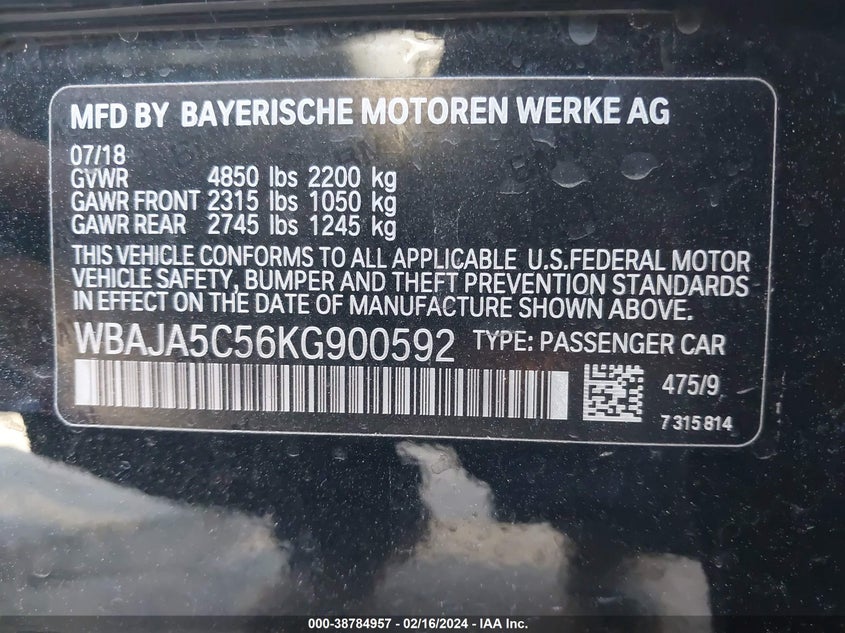 MFD BY BAYERISCHE MOTOREN WERKE AG
07/18
GVWR 4850 lbs 2200 kg
GAWR FRONT 2315 lbs 1050 kg
GAWR REAR 2745 lbs 1245 kg
THIS VEHICLE CONFORMS TO ALL APPLICABLE U.S.FEDERAL MOTOR
VEHICLE SAFETY, BUMPER AND THEFT PREVENTION STANDARDS
IN EFFECT ON THE DATE OF MANUFACTURE SHOWN ABOVE.
WBAJA5C56KG900592 TYPE: PASSENGER CAR
475/9
7315814
000-38784957 - 02/16/2024 - IAA Inc.